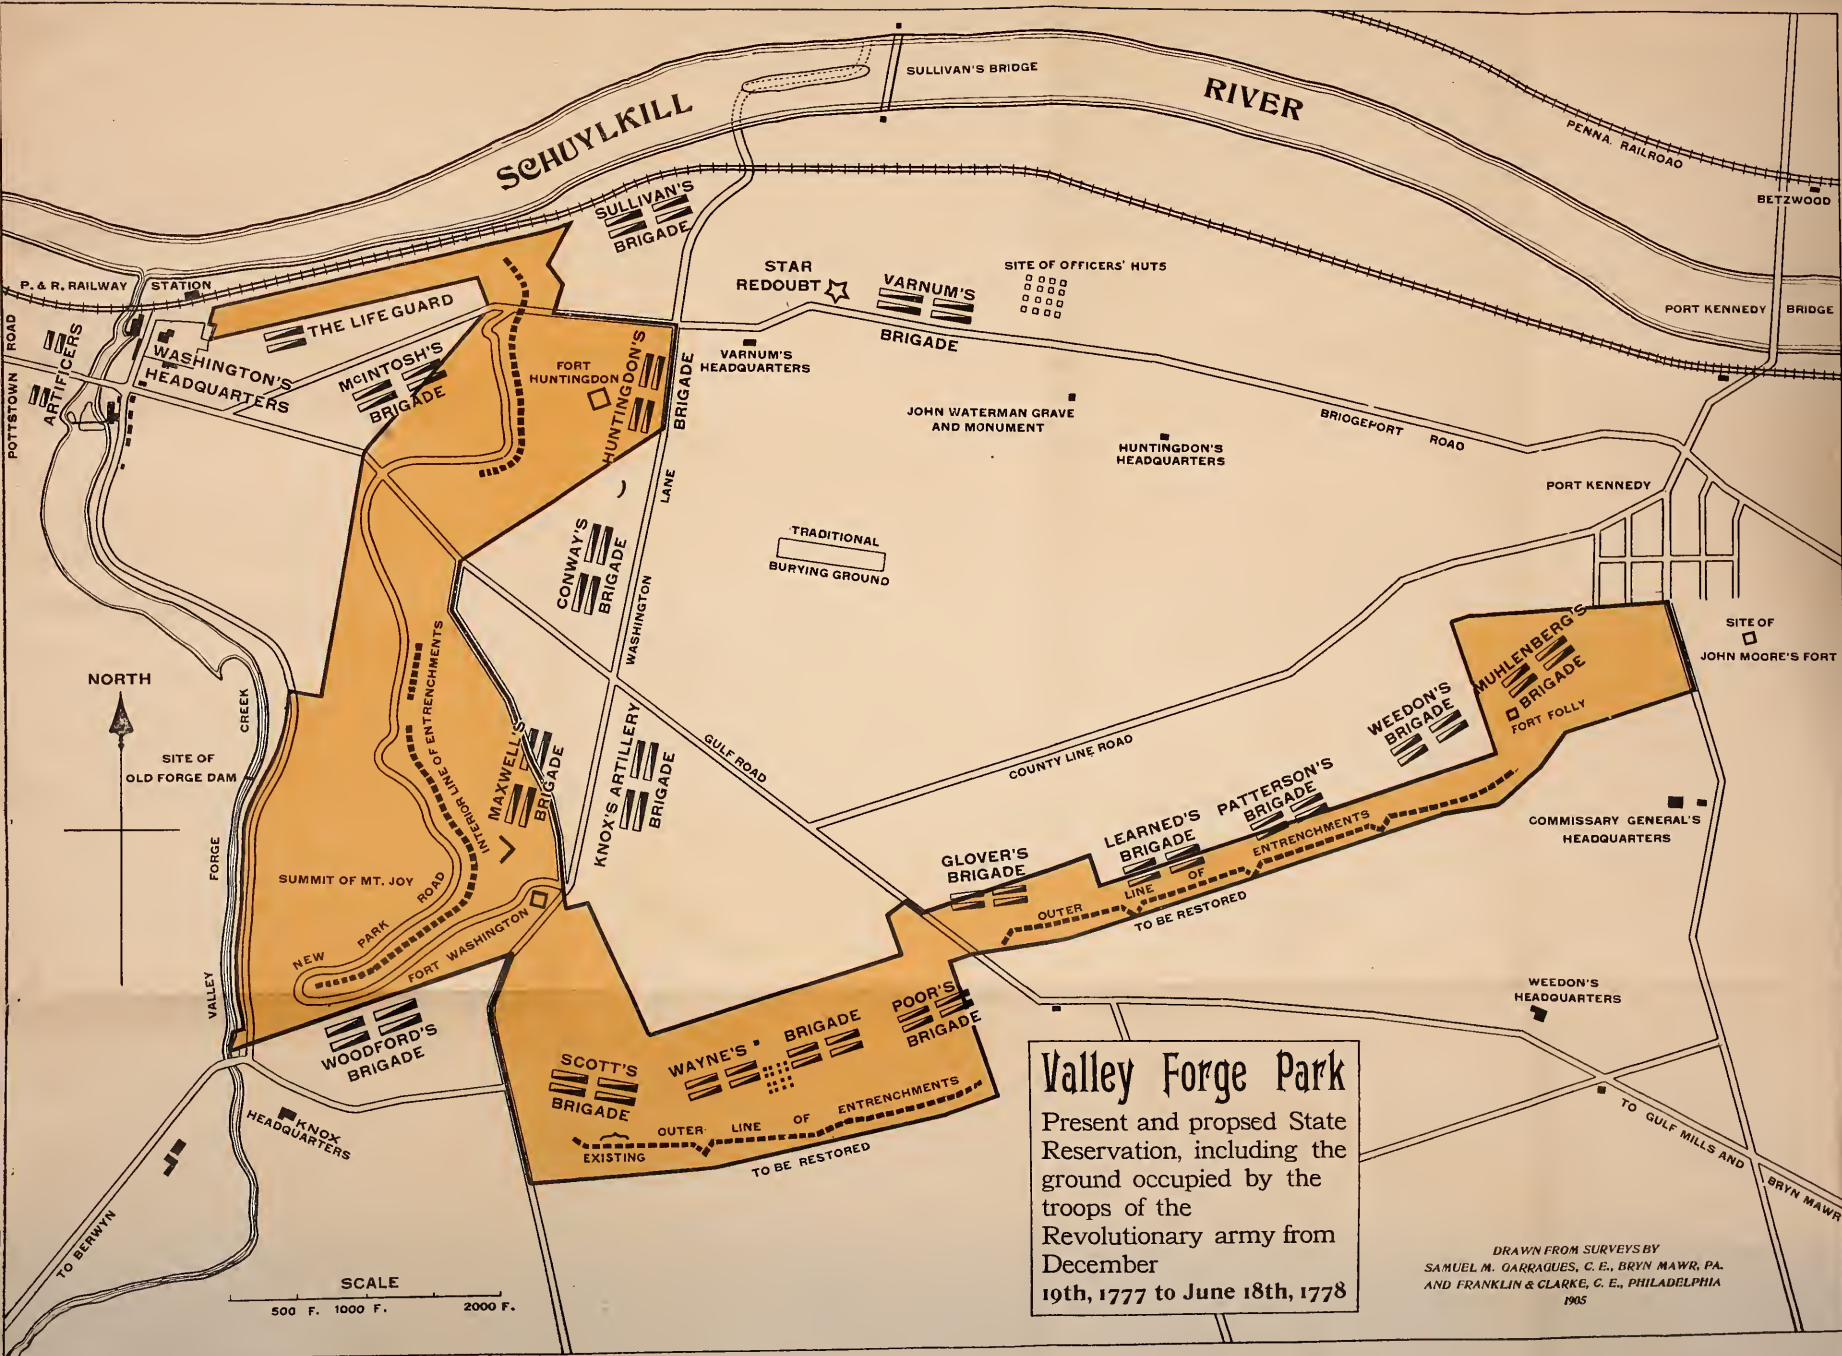 SCHUYLKILL
RIVER
SULLIVAN'S BRIDGE
PENNA. RAILROAD
BETZWOOD
SULLIVAN'S
BRIGADE
P. & R. RAILWAY
STATION
STAR
REDOUBT
VARNUM'S
BRIGADE
SITE OF OFFICERS' HUTS
PORT KENNEDY
BRIDGE
POTTSTOWN ROAD
ARTIFICERS
THE LIFE GUARD
WASHINGTON'S
HEADQUARTERS
McINTOSH'S
BRIGADE
FORT
HUNTINGDON
HUNTINGDON'S
BRIGADE
VARNUM'S
HEADQUARTERS
JOHN WATERMAN GRAVE
AND MONUMENT
HUNTINGDON'S
HEADQUARTERS
BRIDGEPORT ROAD
PORT KENNEDY
WASHINGTON LANE
CONWAY'S
BRIGADE
TRADITIONAL
BURYING GROUND
SITE OF
JOHN MOORE'S FORT
MUHLENBERG'S
BRIGADE
FORT FOLLY
WEEDON'S
BRIGADE
NORTH
VALLEY FORGE CREEK
SITE OF
OLD FORGE DAM
INTERIOR LINE OF ENTRENCHMENTS
MAXWELL'S
BRIGADE
KNOX'S ARTILLERY
BRIGADE
GULF ROAD
COUNTY LINE ROAD
PATTERSON'S
BRIGADE
LEARNED'S
BRIGADE
GLOVER'S
BRIGADE
OUTER LINE OF ENTRENCHMENTS
TO BE RESTORED
COMMISSARY GENERAL'S
HEADQUARTERS
SUMMIT OF MT. JOY
NEW PARK ROAD
FORT WASHINGTON
WOODFORD'S
BRIGADE
WEEDON'S
HEADQUARTERS
POOR'S
BRIGADE
WAYNE'S BRIGADE
SCOTT'S
BRIGADE
OUTER LINE OF ENTRENCHMENTS
EXISTING
TO BE RESTORED
KNOX
HEADQUARTERS
TO BERWYN
TO GULF MILLS AND BRYN MAWR
Valley Forge Park
Present and propsed State
Reservation, including the
ground occupied by the
troops of the
Revolutionary army from
December
19th, 1777 to June 18th, 1778
SCALE
500 F. 1000 F. 2000 F.
DRAWN FROM SURVEYS BY
SAMUEL M. GARRAGUES, C. E., BRYN MAWR, PA.
AND FRANKLIN & CLARKE, C. E., PHILADELPHIA
1905